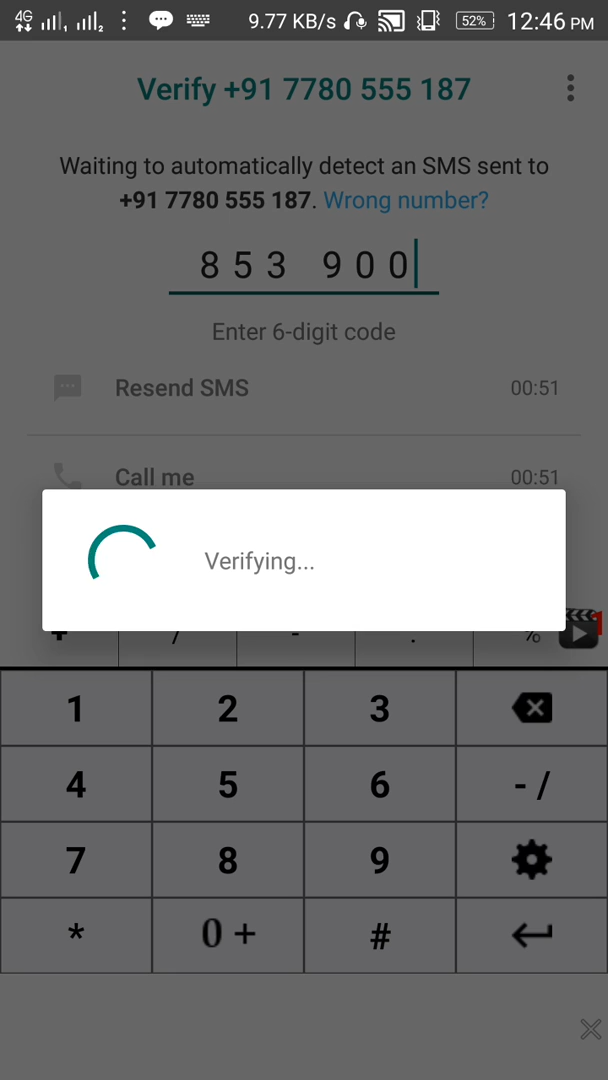 4G 1 2 9.77 KB/s 52% 12:46 PM
Verify +91 7780 555 187
Waiting to automatically detect an SMS sent to
+91 7780 555 187. Wrong number?
853 900
Enter 6-digit code
Resend SMS 00:51
Call me 00:51
Verifying...
+ / - . %
1 2 3
4 5 6 - /
7 8 9
* 0 + #